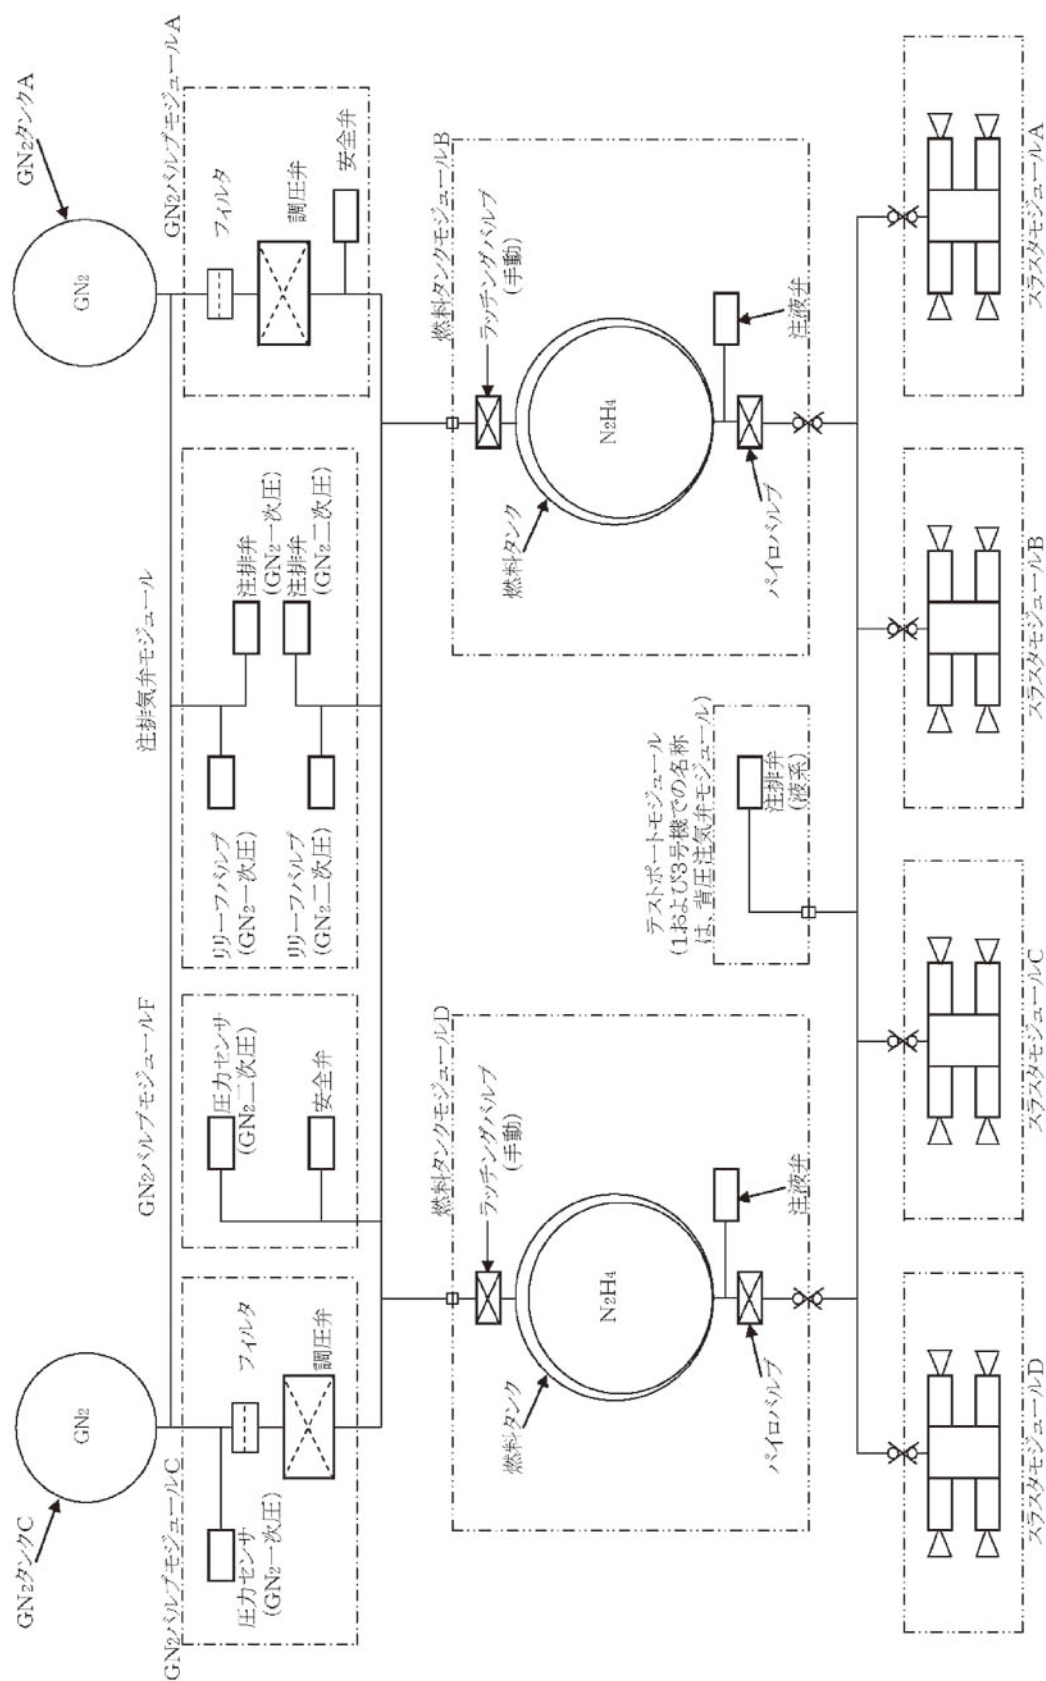 GN₂タンクC
GN₂
GN₂タンクA
GN₂
GN₂バルブモジュールC
圧力センサ
(GN₂一次圧)
フィルタ
調圧弁
GN₂バルブモジュールF
圧力センサ
(GN₂二次圧)
安全弁
注排気弁モジュール
リリーフバルブ
(GN₂一次圧)
リリーフバルブ
(GN₂二次圧)
注排弁
(GN₂一次圧)
注排弁
(GN₂二次圧)
GN₂バルブモジュールA
フィルタ
調圧弁
安全弁
燃料タンクモジュールD
ラッチングバルブ
(手動)
燃料タンク
N₂H₄
パイロバルブ
注液弁
テストポートモジュール
(1および3号機での名称
は、背圧注気弁モジュール)
注排弁
(液系)
燃料タンクモジュールB
ラッチングバルブ
(手動)
燃料タンク
N₂H₄
パイロバルブ
注液弁
スラスタモジュールD
スラスタモジュールC
スラスタモジュールB
スラスタモジュールA